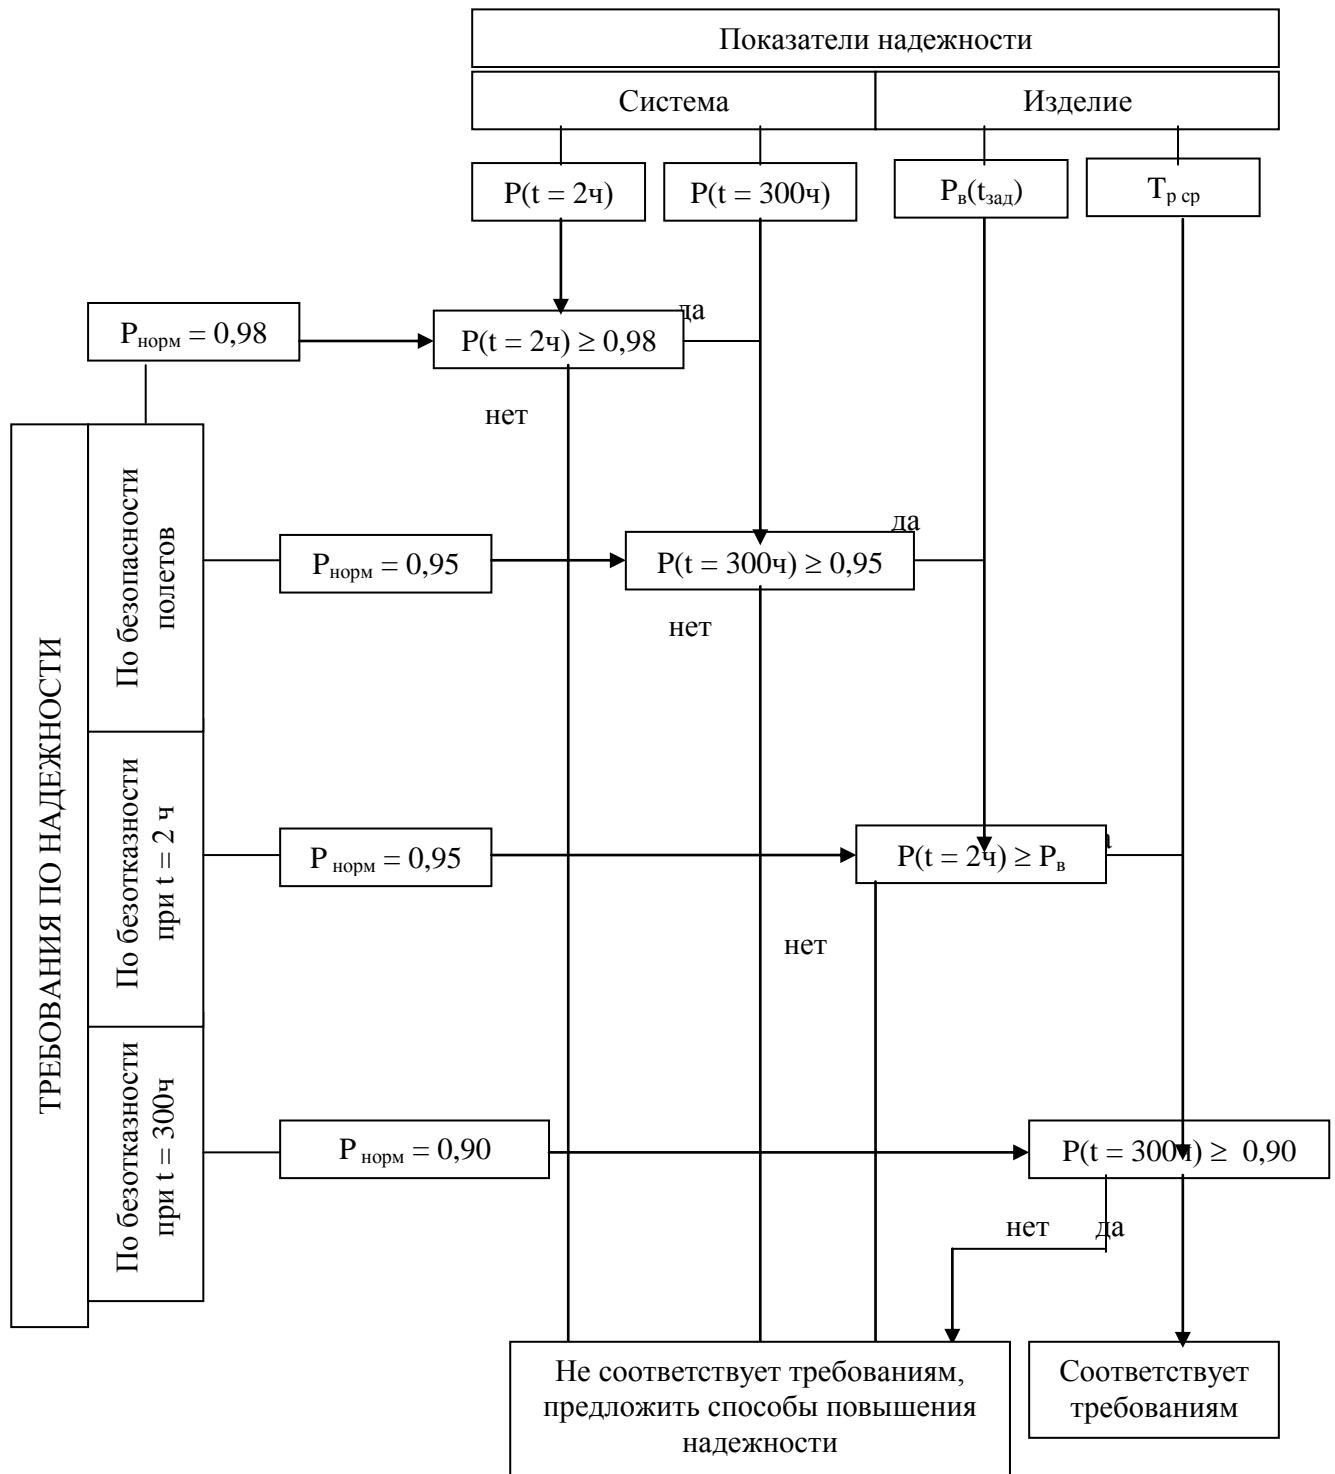 Показатели надежности
Система
Изделие
P(t = 2ч)
P(t = 300ч)
Pв(tзад)
Tр ср
Pнорм = 0,98
P(t = 2ч) ≥ 0,98
да
нет
ТРЕБОВАНИЯ ПО НАДЕЖНОСТИ
По безопасности
полетов
Pнорм = 0,95
P(t = 300ч) ≥ 0,95
да
нет
По безотказности
при t = 2 ч
P норм = 0,95
P(t = 2ч) ≥ Pв
нет
По безотказности
при t = 300ч
P норм = 0,90
P(t = 300ч) ≥ 0,90
нет
да
Не соответствует требованиям,
предложить способы повышения
надежности
Соответствует
требованиям